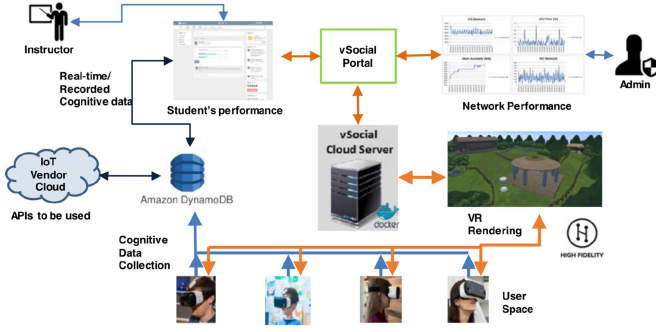 Instructor
Real-time/
Recorded
Cognitive data
Student's performance
vSocial
Portal
Network Performance
Admin
IoT
Vendor
Cloud
APIs to be used
Amazon DynamoDB
vSocial
Cloud Server
docker
VR
Rendering
HIGH FIDELITY
Cognitive
Data
Collection
User
Space